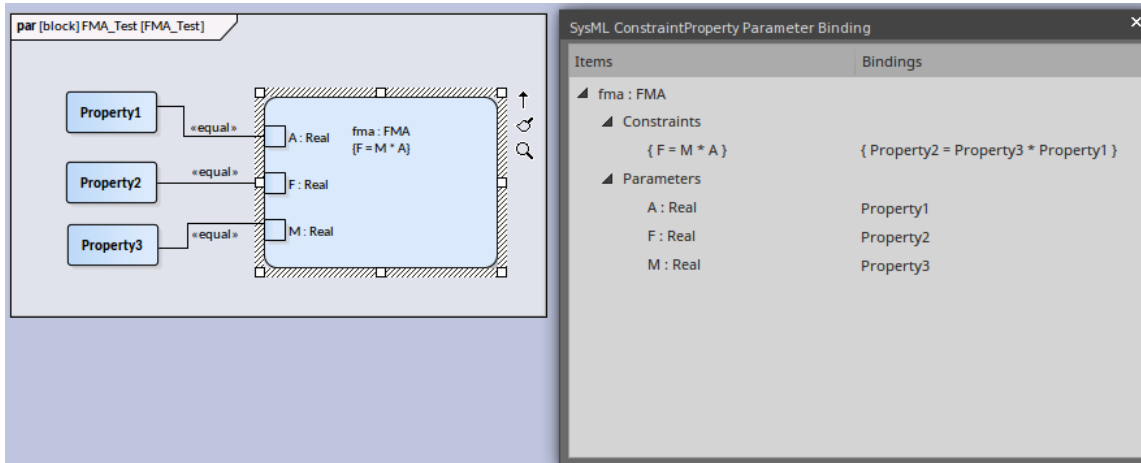 par [block] FMA_Test [FMA_Test]
Property1
«equal»
A : Real
fma : FMA
{F = M * A}
Property2
«equal»
F : Real
Property3
«equal»
M : Real
SysML ConstraintProperty Parameter Binding
Items Bindings
fma : FMA
Constraints
{ F = M * A } { Property2 = Property3 * Property1 }
Parameters
A : Real Property1
F : Real Property2
M : Real Property3